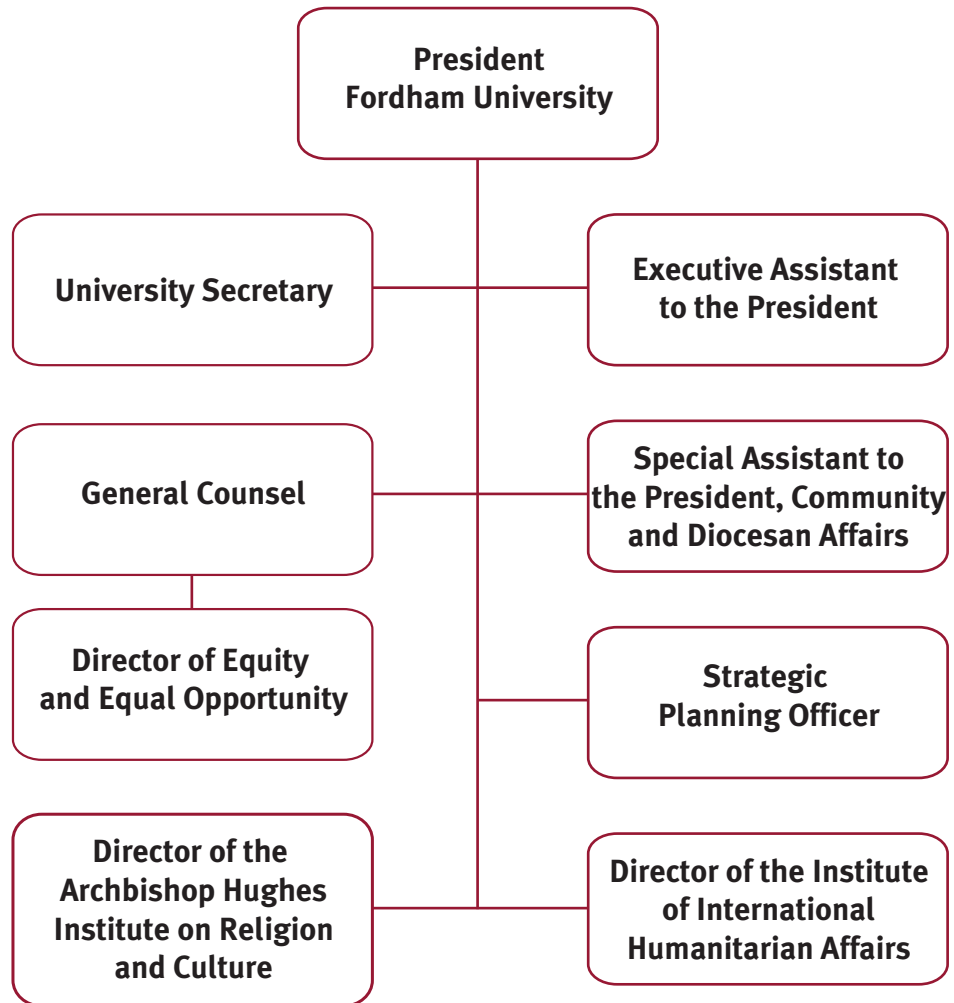 President
Fordham University
University Secretary
Executive Assistant
to the President
General Counsel
Special Assistant to
the President, Community
and Diocesan Affairs
Director of Equity
and Equal Opportunity
Strategic
Planning Officer
Director of the
Archbishop Hughes
Institute on Religion
and Culture
Director of the Institute
of International
Humanitarian Affairs